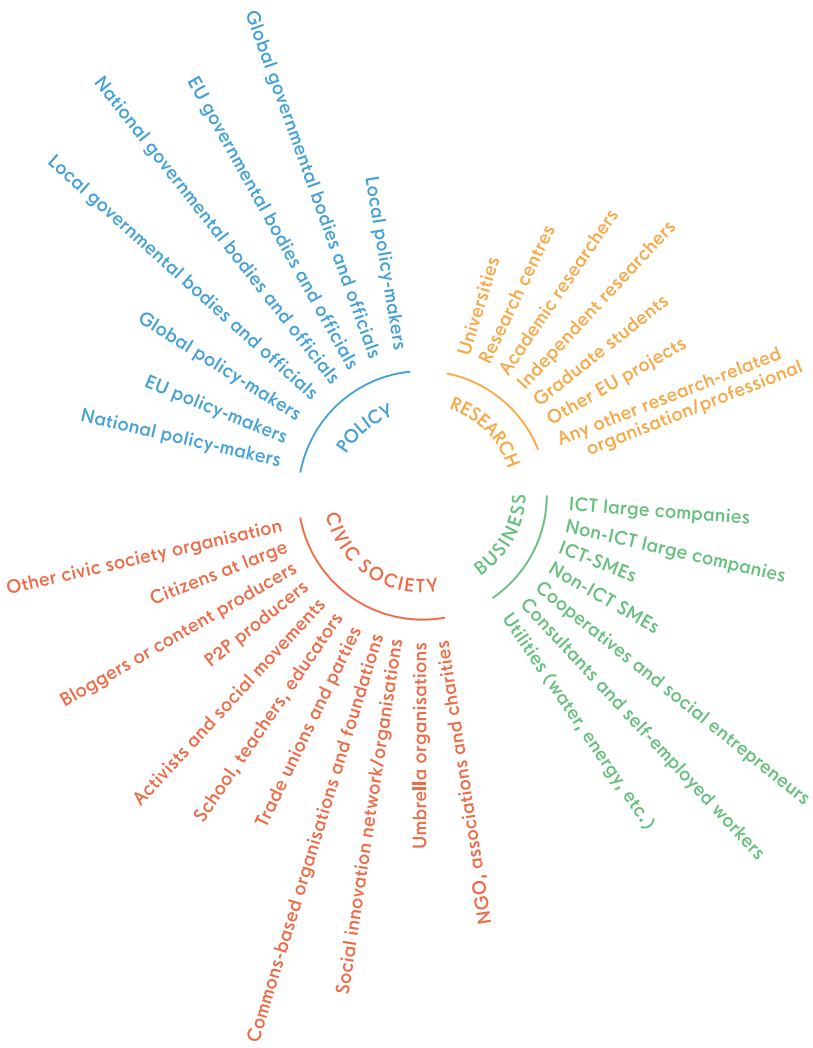 POLICY
Local policy-makers
Global governmental bodies and officials
EU governmental bodies and officials
National governmental bodies and officials
Local governmental bodies and officials
Global policy-makers
EU policy-makers
National policy-makers
RESEARCH
Universities
Research centres
Academic researchers
Independent researchers
Graduate students
Other EU projects
Any other research-related
organisation/professional
BUSINESS
ICT large companies
Non-ICT large companies
ICT-SMEs
Non-ICT SMEs
Cooperatives and social entrepreneurs
Consultants and self-employed workers
Utilities (water, energy, etc.)
CIVIC SOCIETY
Other civic society organisation
Citizens at large
Bloggers or content producers
P2P producers
Activists and social movements
School, teachers, educators
Trade unions and parties
Commons-based organisations and foundations
Social innovation network/organisations
Umbrella organisations
NGO, associations and charities